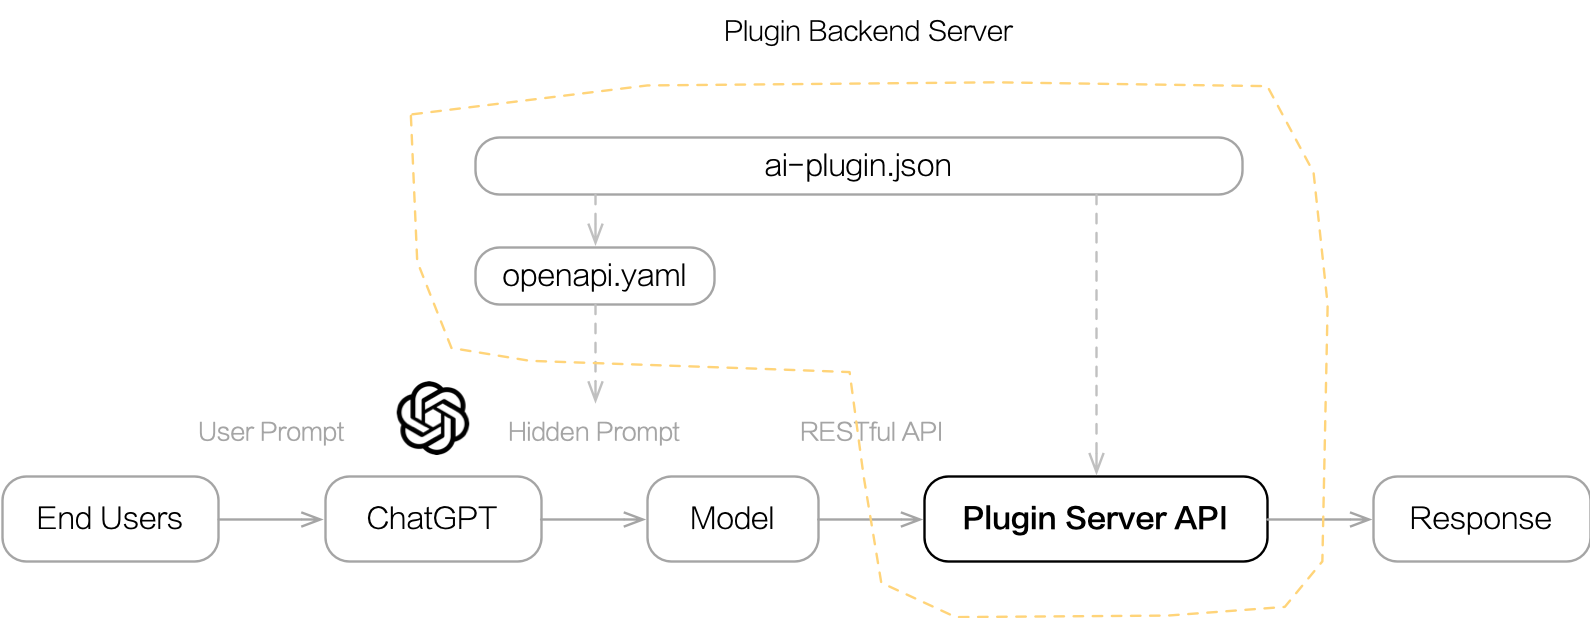 Plugin Backend Server
ai-plugin.json
openapi.yaml
User Prompt
Hidden Prompt
RESTful API
End Users
ChatGPT
Model
Plugin Server API
Response